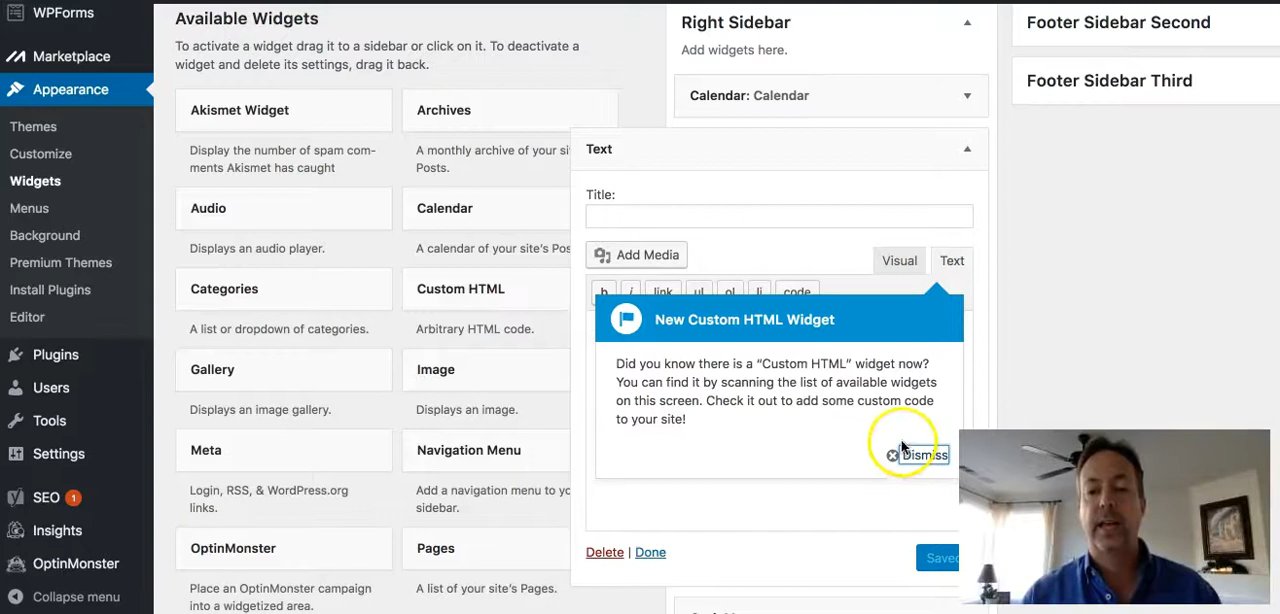 WPForms
Marketplace
Appearance
Themes
Customize
Widgets
Menus
Background
Premium Themes
Install Plugins
Editor
Plugins
Users
Tools
Settings
SEO 1
Insights
OptinMonster
Collapse menu
Available Widgets
To activate a widget drag it to a sidebar or click on it. To deactivate a
widget and delete its settings, drag it back.
Akismet Widget
Display the number of spam com-
ments Akismet has caught
Archives
A monthly archive of your
Posts.
Audio
Displays an audio player.
Calendar
A calendar of your site's
Categories
A list or dropdown of categories.
Custom HTML
Arbitrary HTML code.
Gallery
Displays an image gallery.
Image
Displays an image.
Meta
Login, RSS, & WordPress.org
links.
Navigation Menu
Add a navigation menu to
sidebar.
OptinMonster
Place an OptinMonster campaign
into a widgetized area.
Pages
A list of your site's Pages.
Right Sidebar
Add widgets here.
Calendar: Calendar
Text
Title:
Add Media
Visual Text
b i link ul ol li code
New Custom HTML Widget
Did you know there is a “Custom HTML” widget now?
You can find it by scanning the list of available widgets
on this screen. Check it out to add some custom code
to your site!
Dismiss
Delete | Done
Saved
Footer Sidebar Second
Footer Sidebar Third